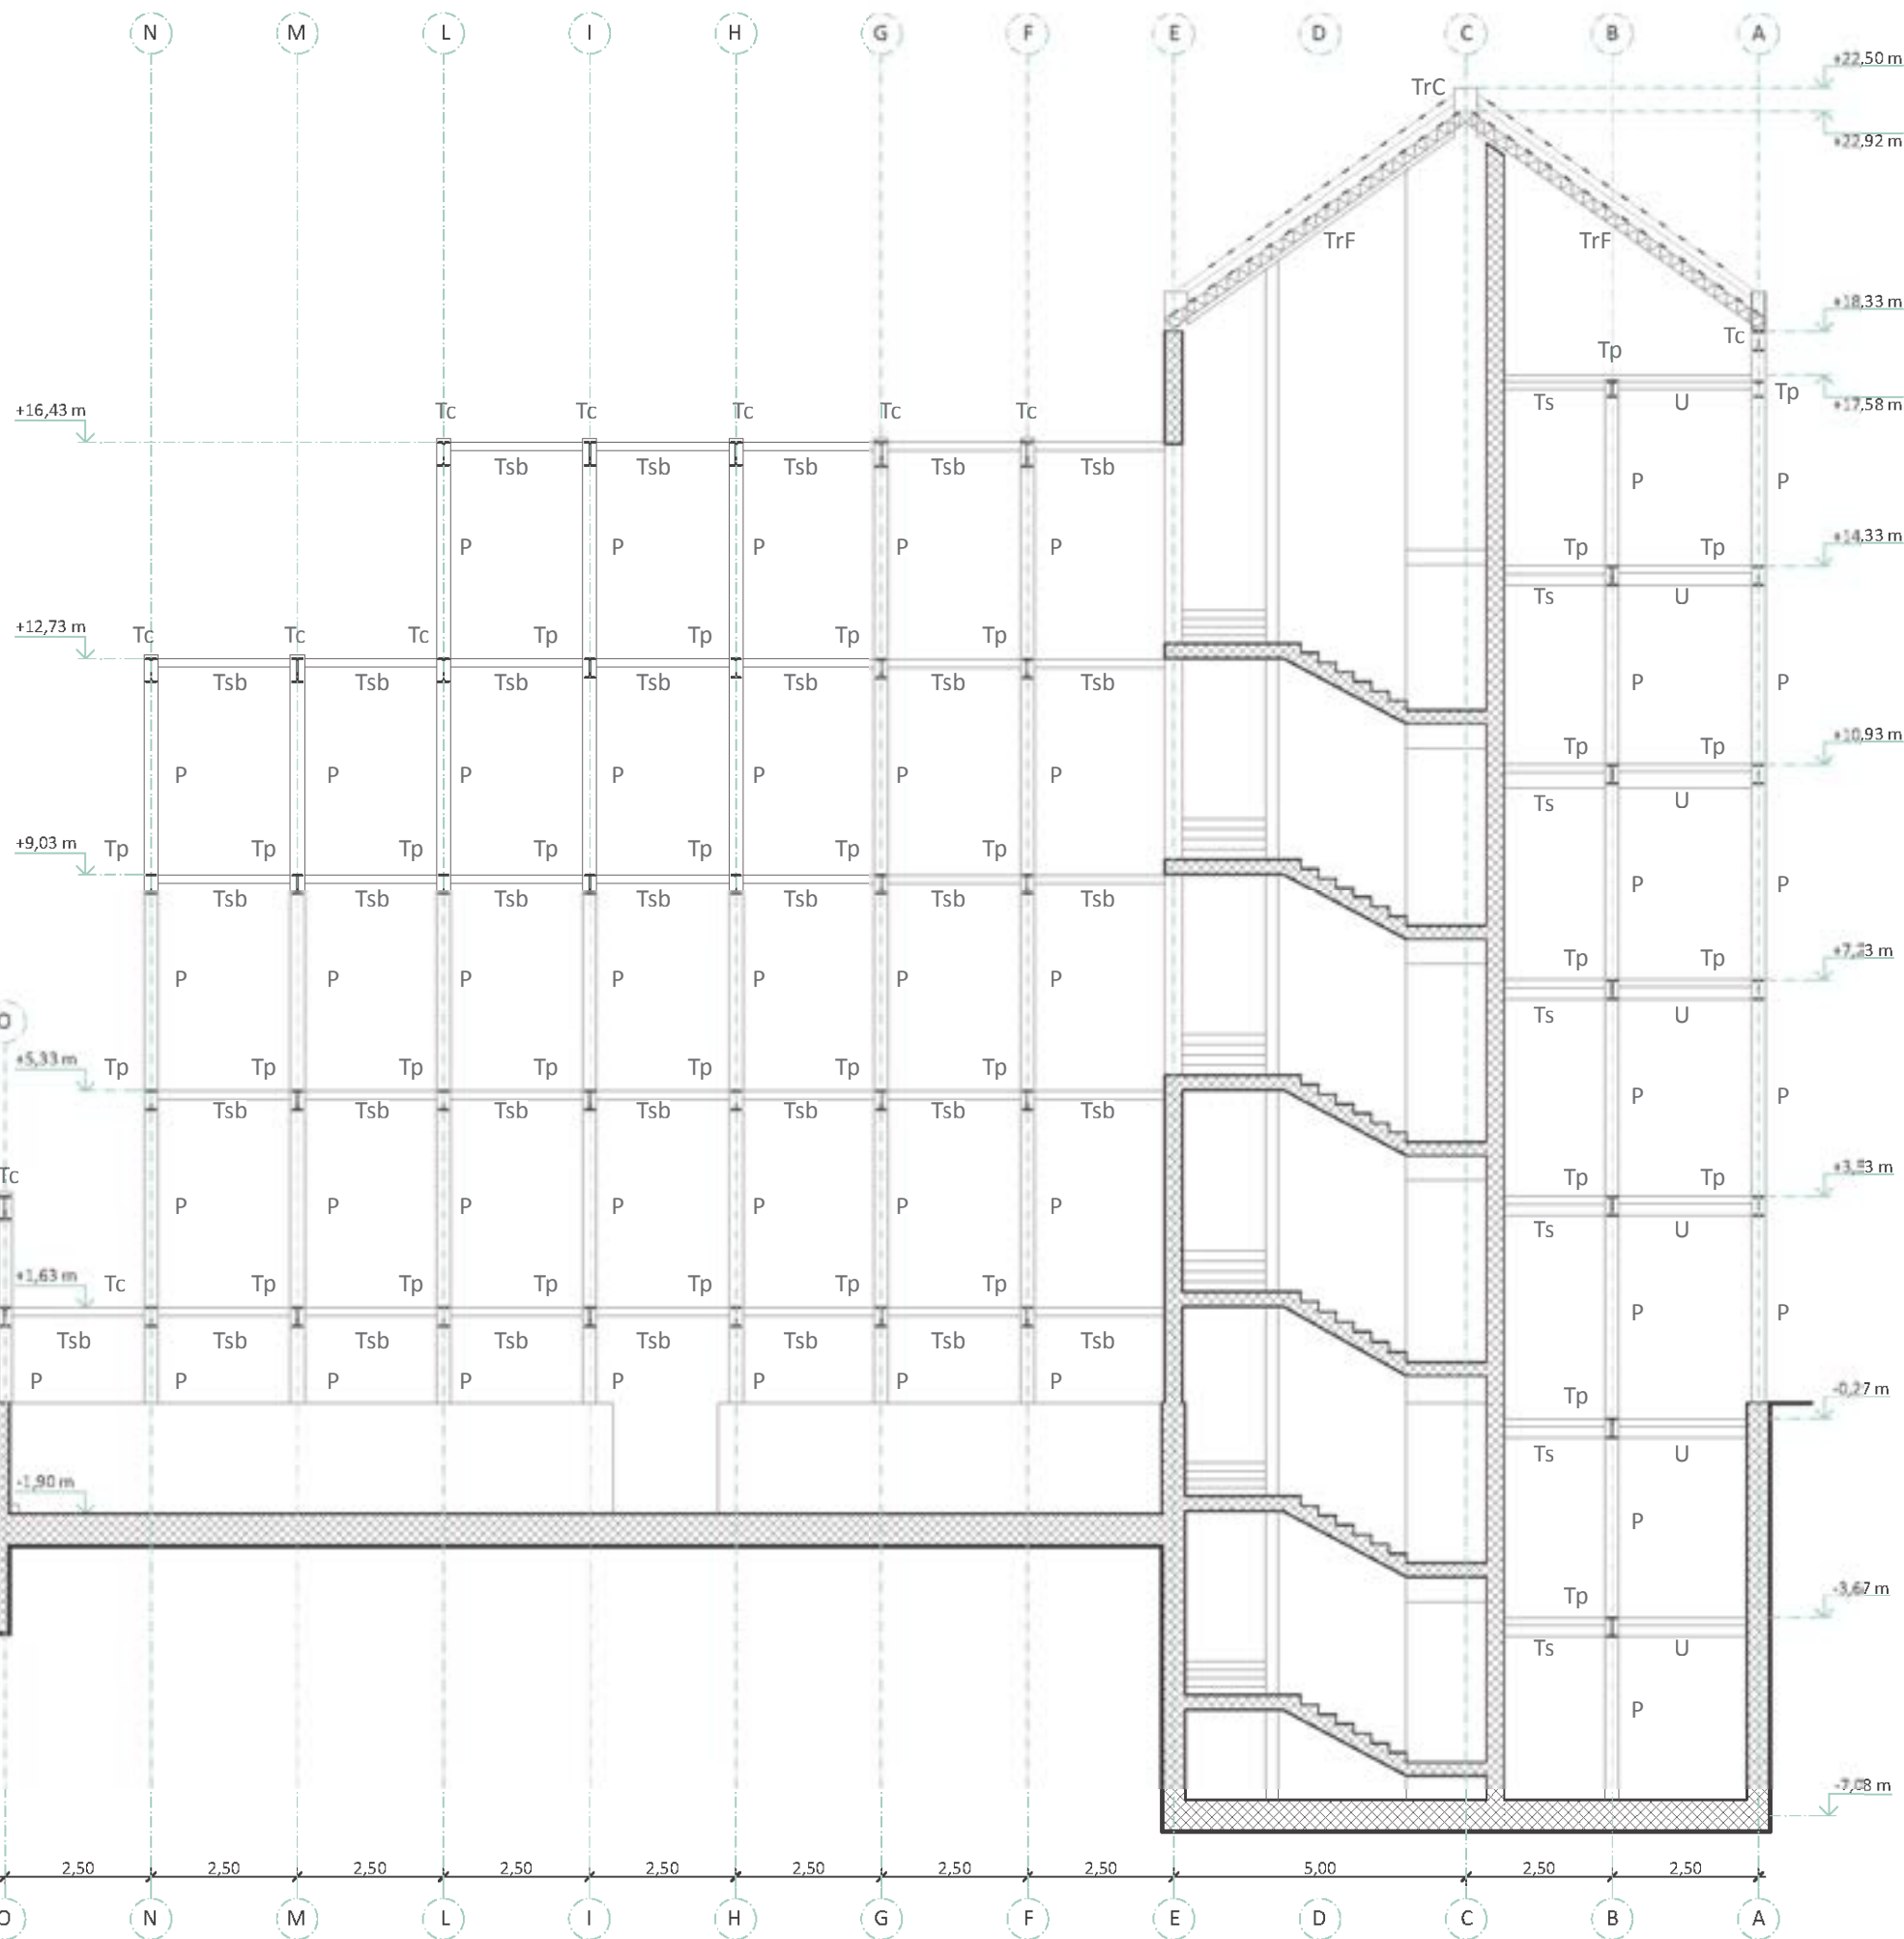 N M L I H G F E D C B A
+22,50 m
TrC
+22,92 m
TrF TrF
+18,33 m
Tc
Tp
Tp
+17,58 m
Ts U
+16,43 m
Tc Tc Tc Tc Tc
Tsb Tsb Tsb Tsb Tsb
P P
P P P P P
Tp Tp
+14,33 m
Ts U
+12,73 m
Tc Tc Tc Tp Tp Tp Tp
Tsb Tsb Tsb Tsb Tsb Tsb Tsb
P P
+10,93 m
Tp Tp
P P P P P P P
Ts U
+9,03 m
Tp Tp Tp Tp Tp Tp Tp
Tsb Tsb Tsb Tsb Tsb Tsb Tsb
P P
Tp Tp
m
P P P P P P P
Ts U
O
+5,33 m
Tp Tp Tp Tp Tp Tp Tp
Tsb Tsb Tsb Tsb Tsb Tsb Tsb
P P
Tc
Tp Tp
m
P P P P P P P
Ts U
+1,63 m
Tc Tp Tp Tp Tp Tp Tp
Tsb Tsb Tsb Tsb Tsb Tsb Tsb Tsb
P P
P P P P P P P P
Tp
-0,27 m
Ts U
-1,90 m
P
Tp
-3,67 m
Ts U
P
-7,08 m
2,50 2,50 2,50 2,50 2,50 2,50 2,50 2,50 5,00 2,50 2,50
O N M L I H G F E D C B A